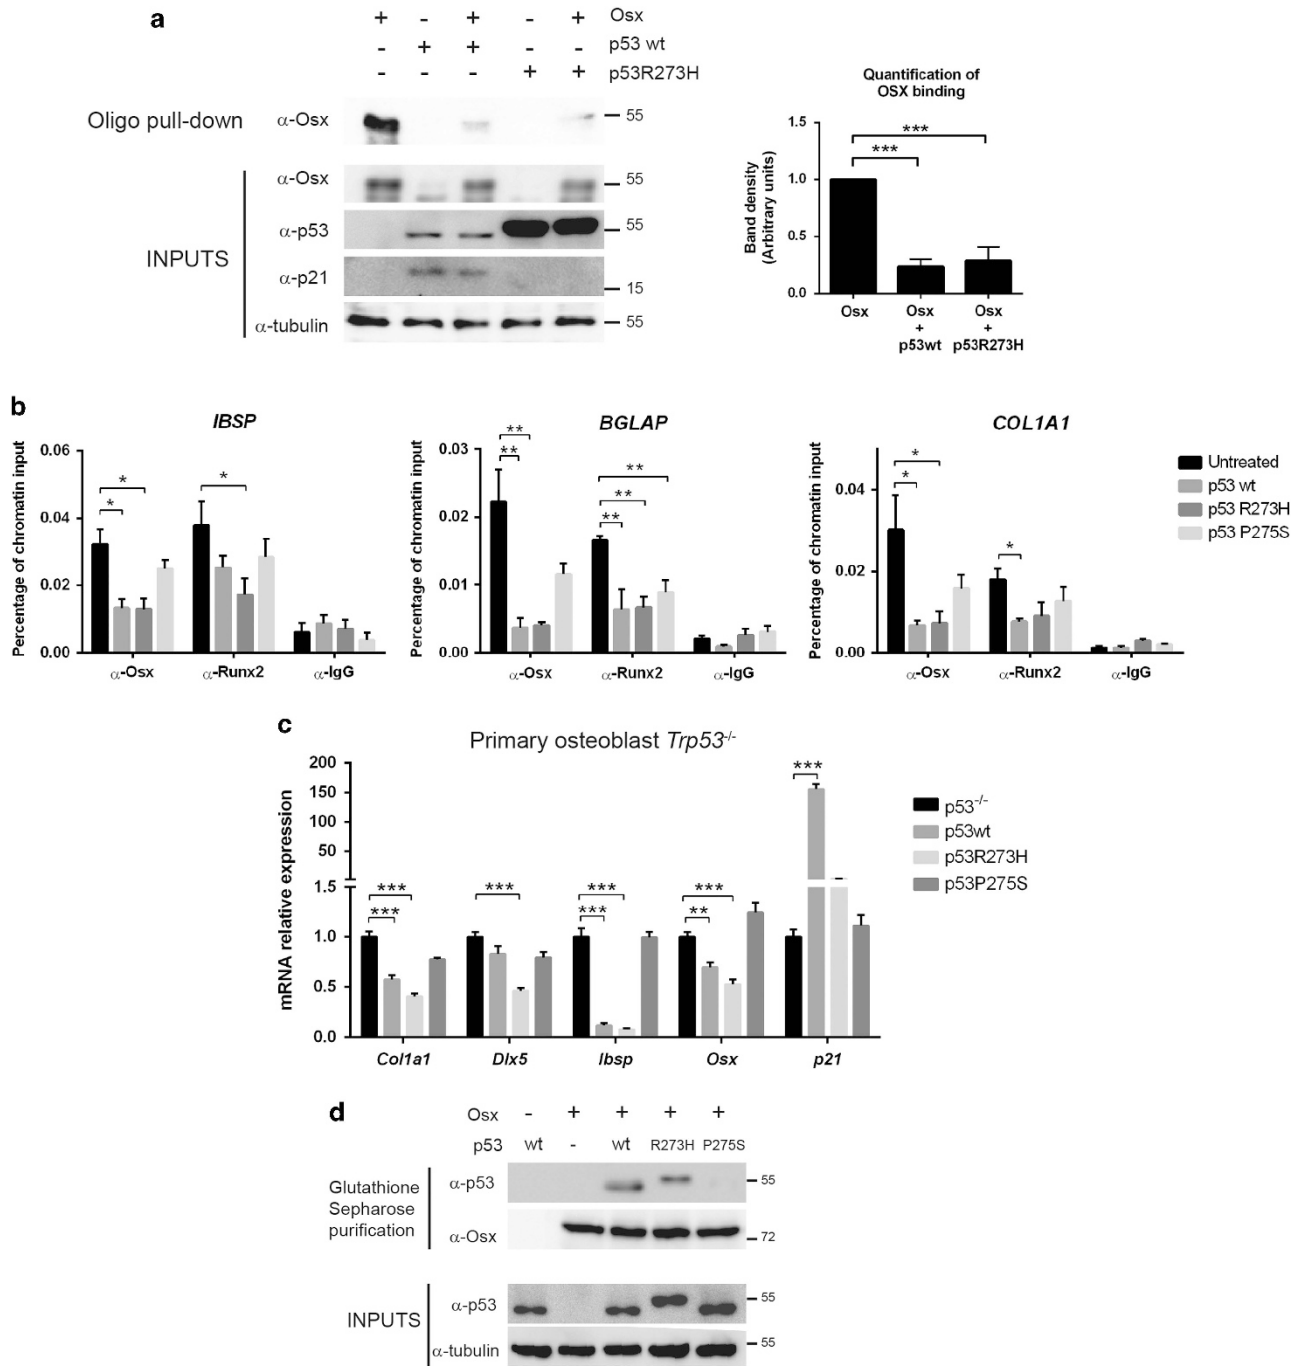 a
+ - + - + Osx
- + + - - p53 wt
- - - + + p53R273H
Oligo pull-down α-Osx 55
INPUTS
α-Osx 55
α-p53 55
α-p21 15
α-tubulin 55
Quantification of
OSX binding
Band density
(Arbitrary units)
1.5
1.0
0.5
0.0
***
***
Osx
Osx
+
p53wt
Osx
+
p53R273H
b
IBSP
Percentage of chromatin input
0.06
0.04
0.02
0.00
*
*
*
α-Osx α-Runx2 α-IgG
BGLAP
Percentage of chromatin input
0.03
0.02
0.01
0.00
**
**
**
**
**
α-Osx α-Runx2 α-IgG
COL1A1
Percentage of chromatin input
0.04
0.02
0.00
*
*
*
α-Osx α-Runx2 α-IgG
Untreated
p53 wt
p53 R273H
p53 P275S
c
Primary osteoblast Trp53-/-
mRNA relative expression
200
150
100
50
1.5
1.0
0.5
0.0
***
***
***
***
***
***
**
***
Col1a1 Dlx5 Ibsp Osx p21
p53-/-
p53wt
p53R273H
p53P275S
d
Osx - + + + +
p53 wt - wt R273H P275S
Glutathione
Sepharose
purification
α-p53 55
α-Osx 72
INPUTS
α-p53 55
α-tubulin 55